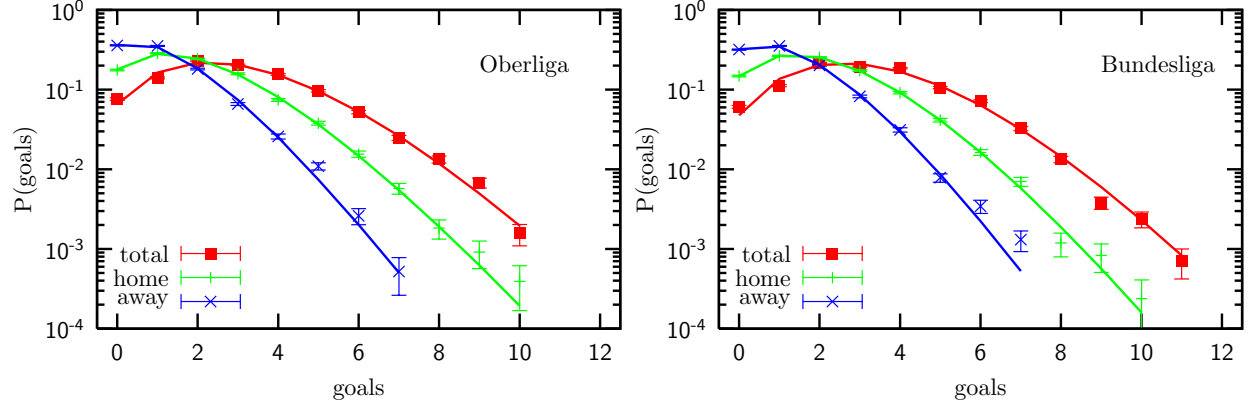 10^0
10^-1
10^-2
10^-3
10^-4
P(goals)
Oberliga
total
home
away
0 2 4 6 8 10 12
goals
10^0
10^-1
10^-2
10^-3
10^-4
P(goals)
Bundesliga
total
home
away
0 2 4 6 8 10 12
goals